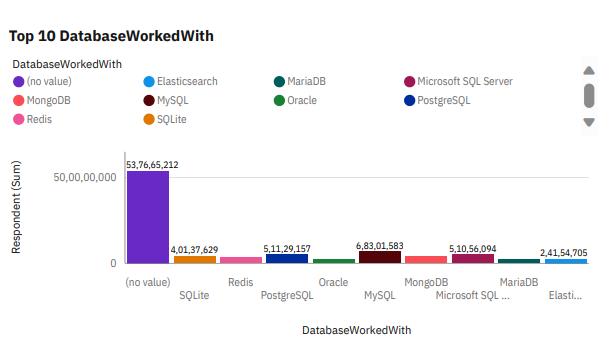 Top 10 DatabaseWorkedWith
DatabaseWorkedWith
(no value) Elasticsearch MariaDB Microsoft SQL Server
MongoDB MySQL Oracle PostgreSQL
Redis SQLite
Respondent (Sum)
50,00,00,000
0
53,76,65,212
4,01,37,629
5,11,29,157
6,83,01,583
5,10,56,094
2,41,54,705
(no value) Redis Oracle MongoDB MariaDB
SQLite PostgreSQL MySQL Microsoft SQL ... Elasti...
DatabaseWorkedWith